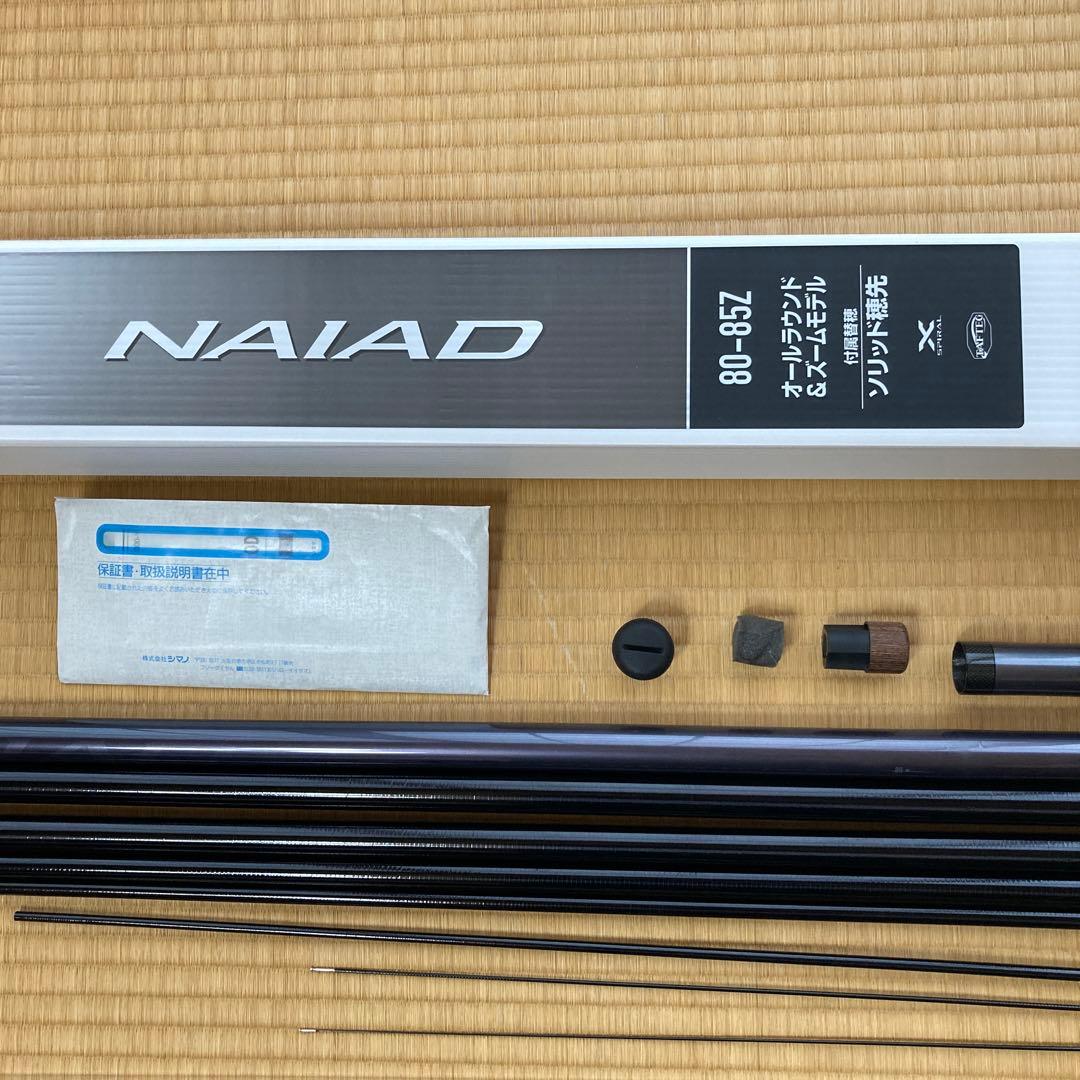 NAIAD
80-85Z
オールラウンド
&ズームモデル
付属替穂
ソリッド穂先
X
SPIRAL
保証書・取扱説明書在中
株式会社シマノ